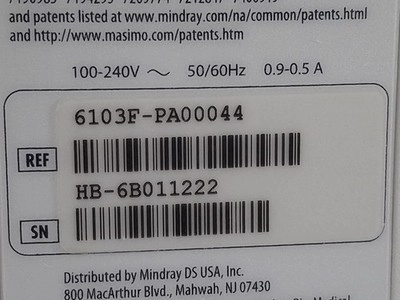 and patents listed at www.mindray.com/na/common/patents.html
and http://www.masimo.com/patents.htm
100-240V ~ 50/60Hz 0.9-0.5 A
6103F-PA00044
REF
HB-6B011222
SN
Distributed by Mindray DS USA, Inc.
800 MacArthur Blvd., Mahwah, NJ 07430